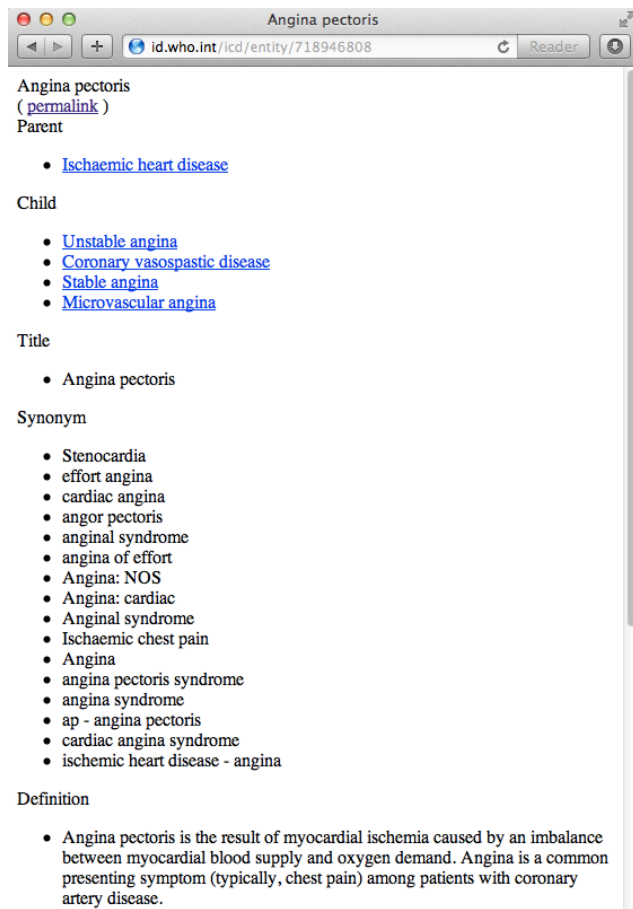 Angina pectoris
id.who.int/icd/entity/718946808
Reader
Angina pectoris
( permalink )
Parent
• Ischaemic heart disease
Child
• Unstable angina
• Coronary vasospastic disease
• Stable angina
• Microvascular angina
Title
• Angina pectoris
Synonym
• Stenocardia
• effort angina
• cardiac angina
• angor pectoris
• anginal syndrome
• angina of effort
• Angina: NOS
• Angina: cardiac
• Anginal syndrome
• Ischaemic chest pain
• Angina
• angina pectoris syndrome
• angina syndrome
• ap - angina pectoris
• cardiac angina syndrome
• ischemic heart disease - angina
Definition
• Angina pectoris is the result of myocardial ischemia caused by an imbalance
between myocardial blood supply and oxygen demand. Angina is a common
presenting symptom (typically, chest pain) among patients with coronary
artery disease.